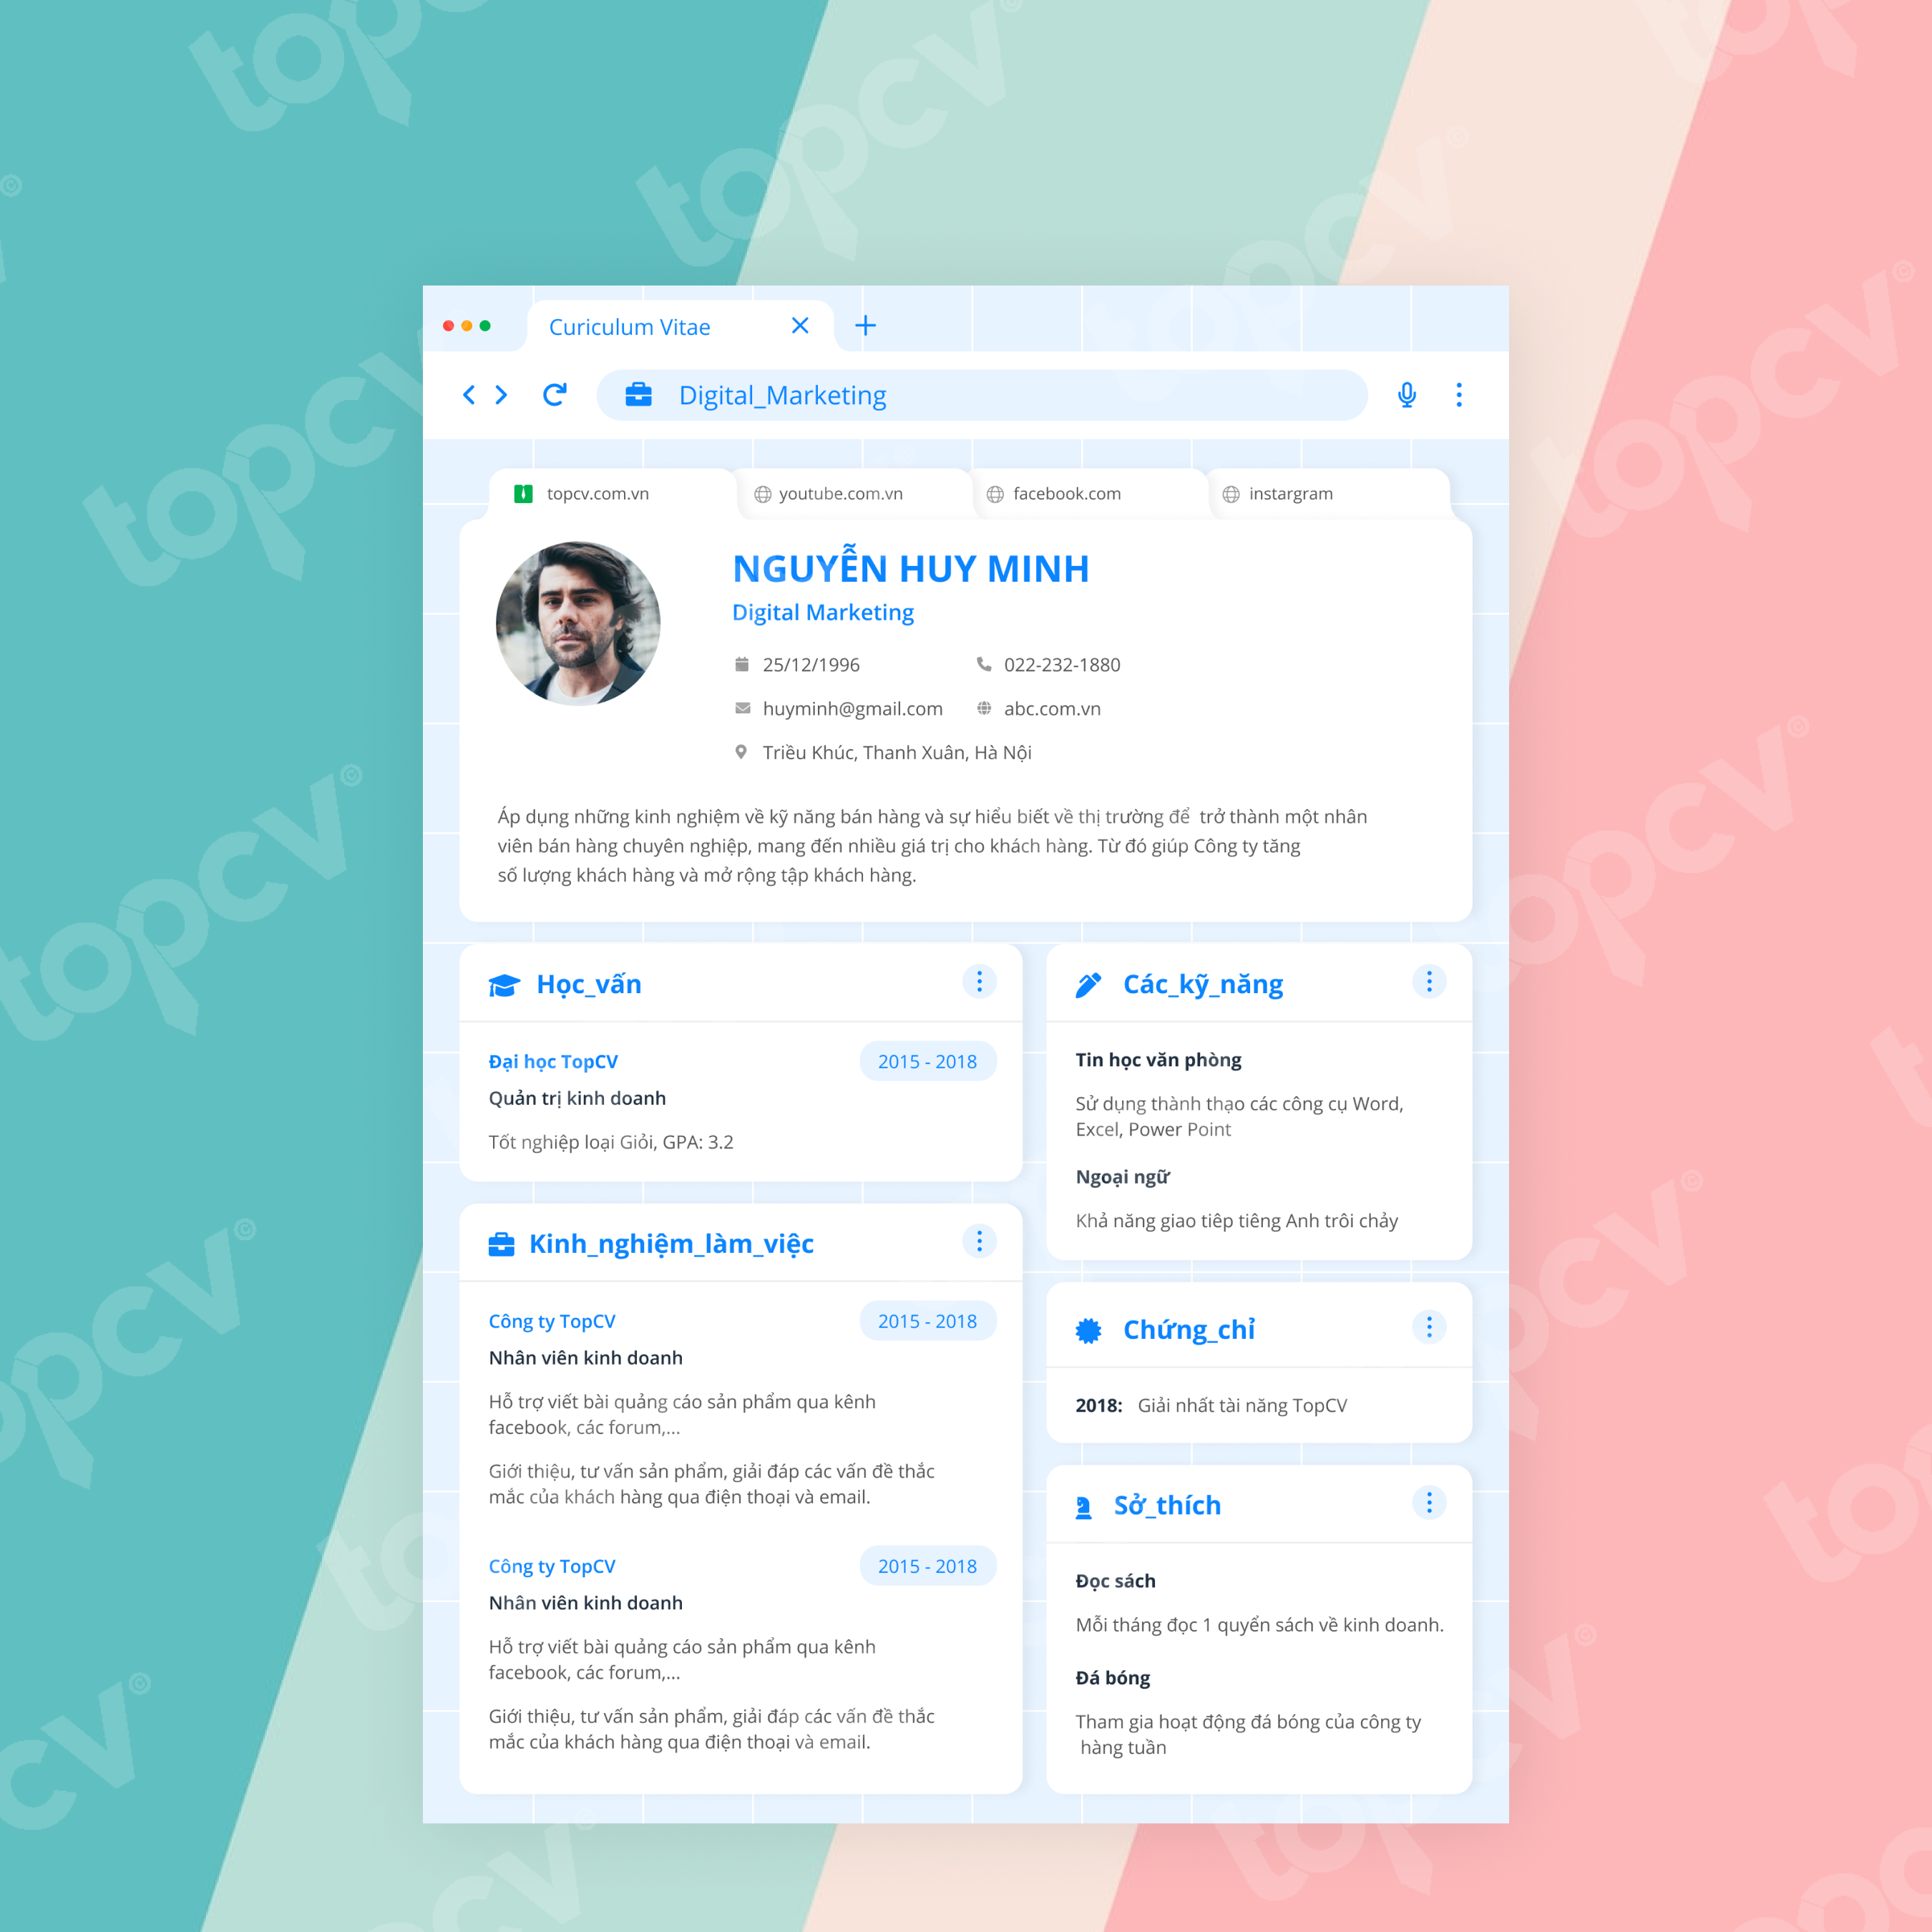 Curiculum Vitae
Digital_Marketing
topcv.com.vn
youtube.com.vn
facebook.com
instargram
NGUYỄN HUY MINH
Digital Marketing
25/12/1996
022-232-1880
huyminh@gmail.com
abc.com.vn
Triều Khúc, Thanh Xuân, Hà Nội
Áp dụng những kinh nghiệm về kỹ năng bán hàng và sự hiểu biết về thị trường để trở thành một nhân
viên bán hàng chuyên nghiệp, mang đến nhiều giá trị cho khách hàng. Từ đó giúp Công ty tăng
số lượng khách hàng và mở rộng tập khách hàng.
Học_vấn
Đại học TopCV
2015 - 2018
Quản trị kinh doanh
Tốt nghiệp loại Giỏi, GPA: 3.2
Kinh_nghiệm_làm_việc
Công ty TopCV
2015 - 2018
Nhân viên kinh doanh
Hỗ trợ viết bài quảng cáo sản phẩm qua kênh
facebook, các forum,...
Giới thiệu, tư vấn sản phẩm, giải đáp các vấn đề thắc
mắc của khách hàng qua điện thoại và email.
Công ty TopCV
2015 - 2018
Nhân viên kinh doanh
Hỗ trợ viết bài quảng cáo sản phẩm qua kênh
facebook, các forum,...
Giới thiệu, tư vấn sản phẩm, giải đáp các vấn đề thắc
mắc của khách hàng qua điện thoại và email.
Các_kỹ_năng
Tin học văn phòng
Sử dụng thành thạo các công cụ Word,
Excel, Power Point
Ngoại ngữ
Khả năng giao tiêp tiêng Anh trôi chảy
Chứng_chỉ
2018: Giải nhất tài năng TopCV
Sở_thích
Đọc sách
Mỗi tháng đọc 1 quyển sách về kinh doanh.
Đá bóng
Tham gia hoạt động đá bóng của công ty
hàng tuần
topcv